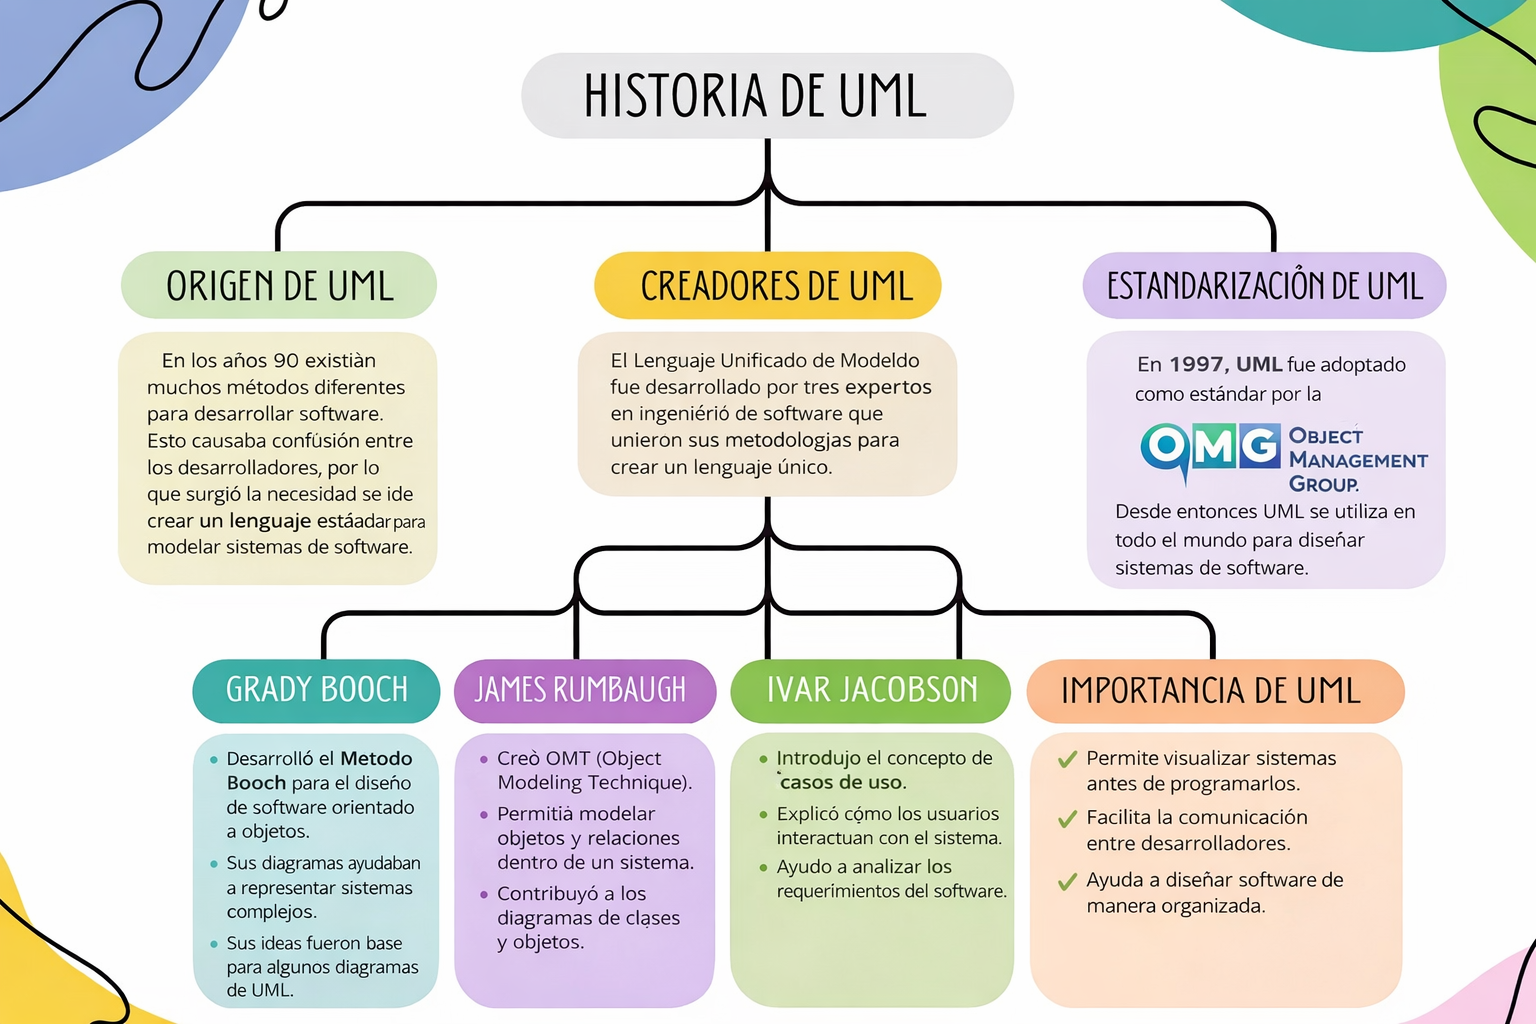 HISTORIA DE UML
ORIGEN DE UML
En los años 90 existiàn
muchos métodos diferentes
para desarrollar software.
Esto causaba confúsión entre
los desarrolladores, por lo
que surgió la necesidad se ide
crear un lenguaje estáadar para
modelar sistemas de software.
CREADORES DE UML
El Lenguaje Unificado de Modeldo
fue desarrollado por tres expertos
en ingeniérió de software que
unieron sus metodologjas para
crear un lenguaje único.
ESTANDARIZACIÓN DE UML
En 1997, UML fue adoptado
como estándar por la
OMG OBJECT
MANAGEMENT
GROUP.
Desde entonces UML se utiliza en
todo el mundo para diseñar
sistemas de software.
GRADY BOOCH
• Desarrolló el Metodo
Booch para el diseño
de software orientado
a objetos.
• Sus diagramas ayudaban
a representar sistemas
complejos.
• Sus ideas fueron base
para algunos diagramas
de UML.
JAMES RUMBAUGH
• Creò OMT (Object
Modeling Technique).
• Permitià modelar
objetos y relaciones
dentro de un sistema.
• Contribuyó a los
diagramas de clases
y objetos.
IVAR JACOBSON
• Introdujo el concepto de
casos de uso.
• Explicó cómo los usuarios
interactuan con el sistema.
• Ayudo a analizar los
requerimientos del software.
IMPORTANCIA DE UML
✓ Permite visualizar sistemas
antes de programarlos.
✓ Facilita la comunicación
entre desarrolladores.
✓ Ayuda a diseñar software de
manera organizada.